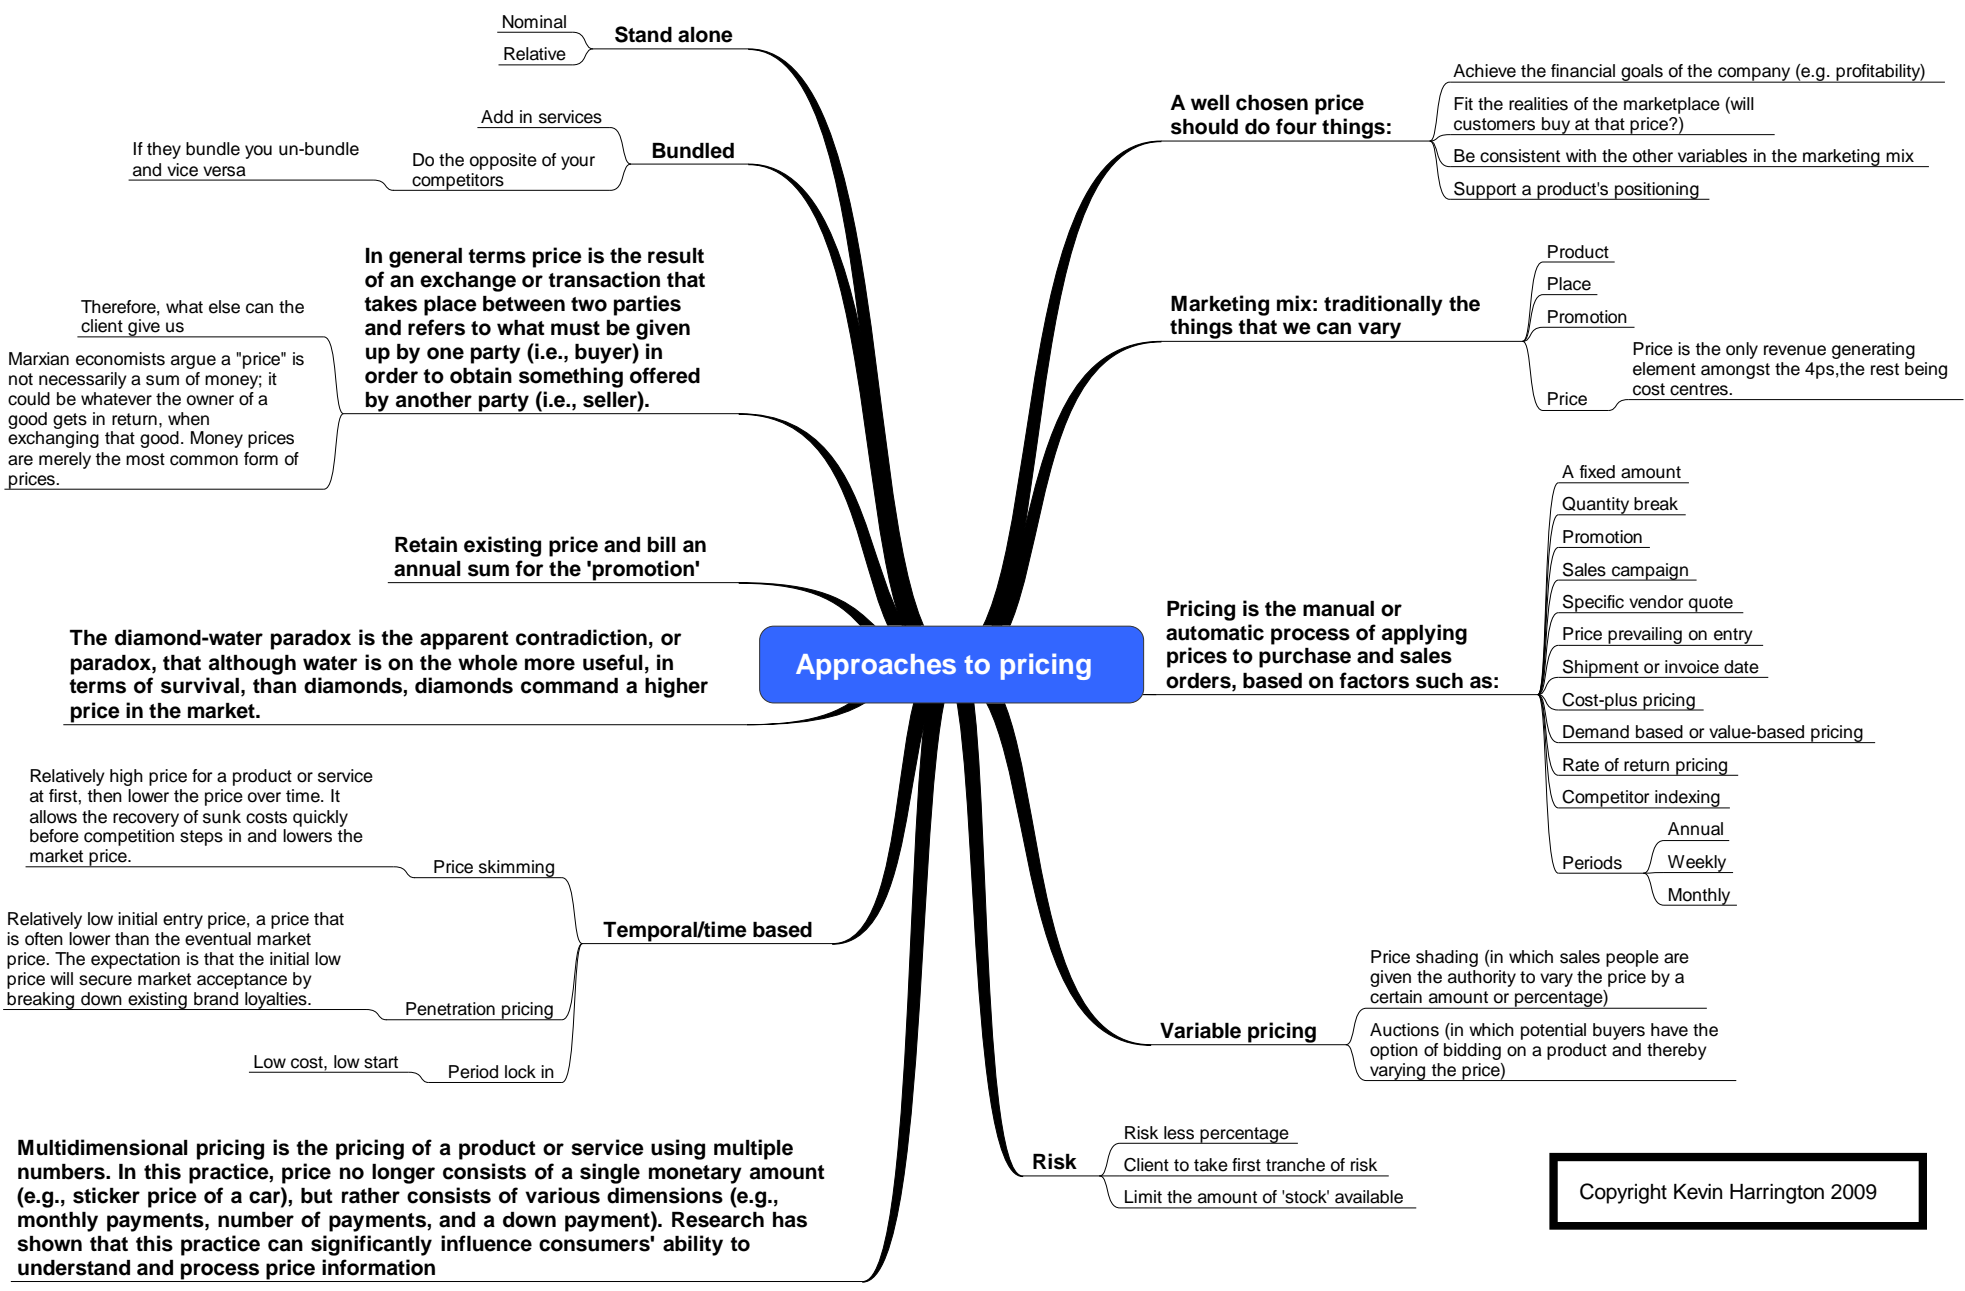 Approaches to pricing
Stand alone
Nominal
Relative
Bundled
Add in services
Do the opposite of your
competitors
If they bundle you un-bundle
and vice versa
In general terms price is the result
of an exchange or transaction that
takes place between two parties
and refers to what must be given
up by one party (i.e., buyer) in
order to obtain something offered
by another party (i.e., seller).
Therefore, what else can the
client give us
Marxian economists argue a "price" is
not necessarily a sum of money; it
could be whatever the owner of a
good gets in return, when
exchanging that good. Money prices
are merely the most common form of
prices.
Retain existing price and bill an
annual sum for the 'promotion'
The diamond-water paradox is the apparent contradiction, or
paradox, that although water is on the whole more useful, in
terms of survival, than diamonds, diamonds command a higher
price in the market.
Temporal/time based
Price skimming
Relatively high price for a product or service
at first, then lower the price over time. It
allows the recovery of sunk costs quickly
before competition steps in and lowers the
market price.
Penetration pricing
Relatively low initial entry price, a price that
is often lower than the eventual market
price. The expectation is that the initial low
price will secure market acceptance by
breaking down existing brand loyalties.
Period lock in
Low cost, low start
Multidimensional pricing is the pricing of a product or service using multiple
numbers. In this practice, price no longer consists of a single monetary amount
(e.g., sticker price of a car), but rather consists of various dimensions (e.g.,
monthly payments, number of payments, and a down payment). Research has
shown that this practice can significantly influence consumers' ability to
understand and process price information
A well chosen price
should do four things:
Achieve the financial goals of the company (e.g. profitability)
Fit the realities of the marketplace (will
customers buy at that price?)
Be consistent with the other variables in the marketing mix
Support a product's positioning
Marketing mix: traditionally the
things that we can vary
Product
Place
Promotion
Price
Price is the only revenue generating
element amongst the 4ps,the rest being
cost centres.
Pricing is the manual or
automatic process of applying
prices to purchase and sales
orders, based on factors such as:
A fixed amount
Quantity break
Promotion
Sales campaign
Specific vendor quote
Price prevailing on entry
Shipment or invoice date
Cost-plus pricing
Demand based or value-based pricing
Rate of return pricing
Competitor indexing
Periods
Annual
Weekly
Monthly
Variable pricing
Price shading (in which sales people are
given the authority to vary the price by a
certain amount or percentage)
Auctions (in which potential buyers have the
option of bidding on a product and thereby
varying the price)
Risk
Risk less percentage
Client to take first tranche of risk
Limit the amount of 'stock' available
Copyright Kevin Harrington 2009